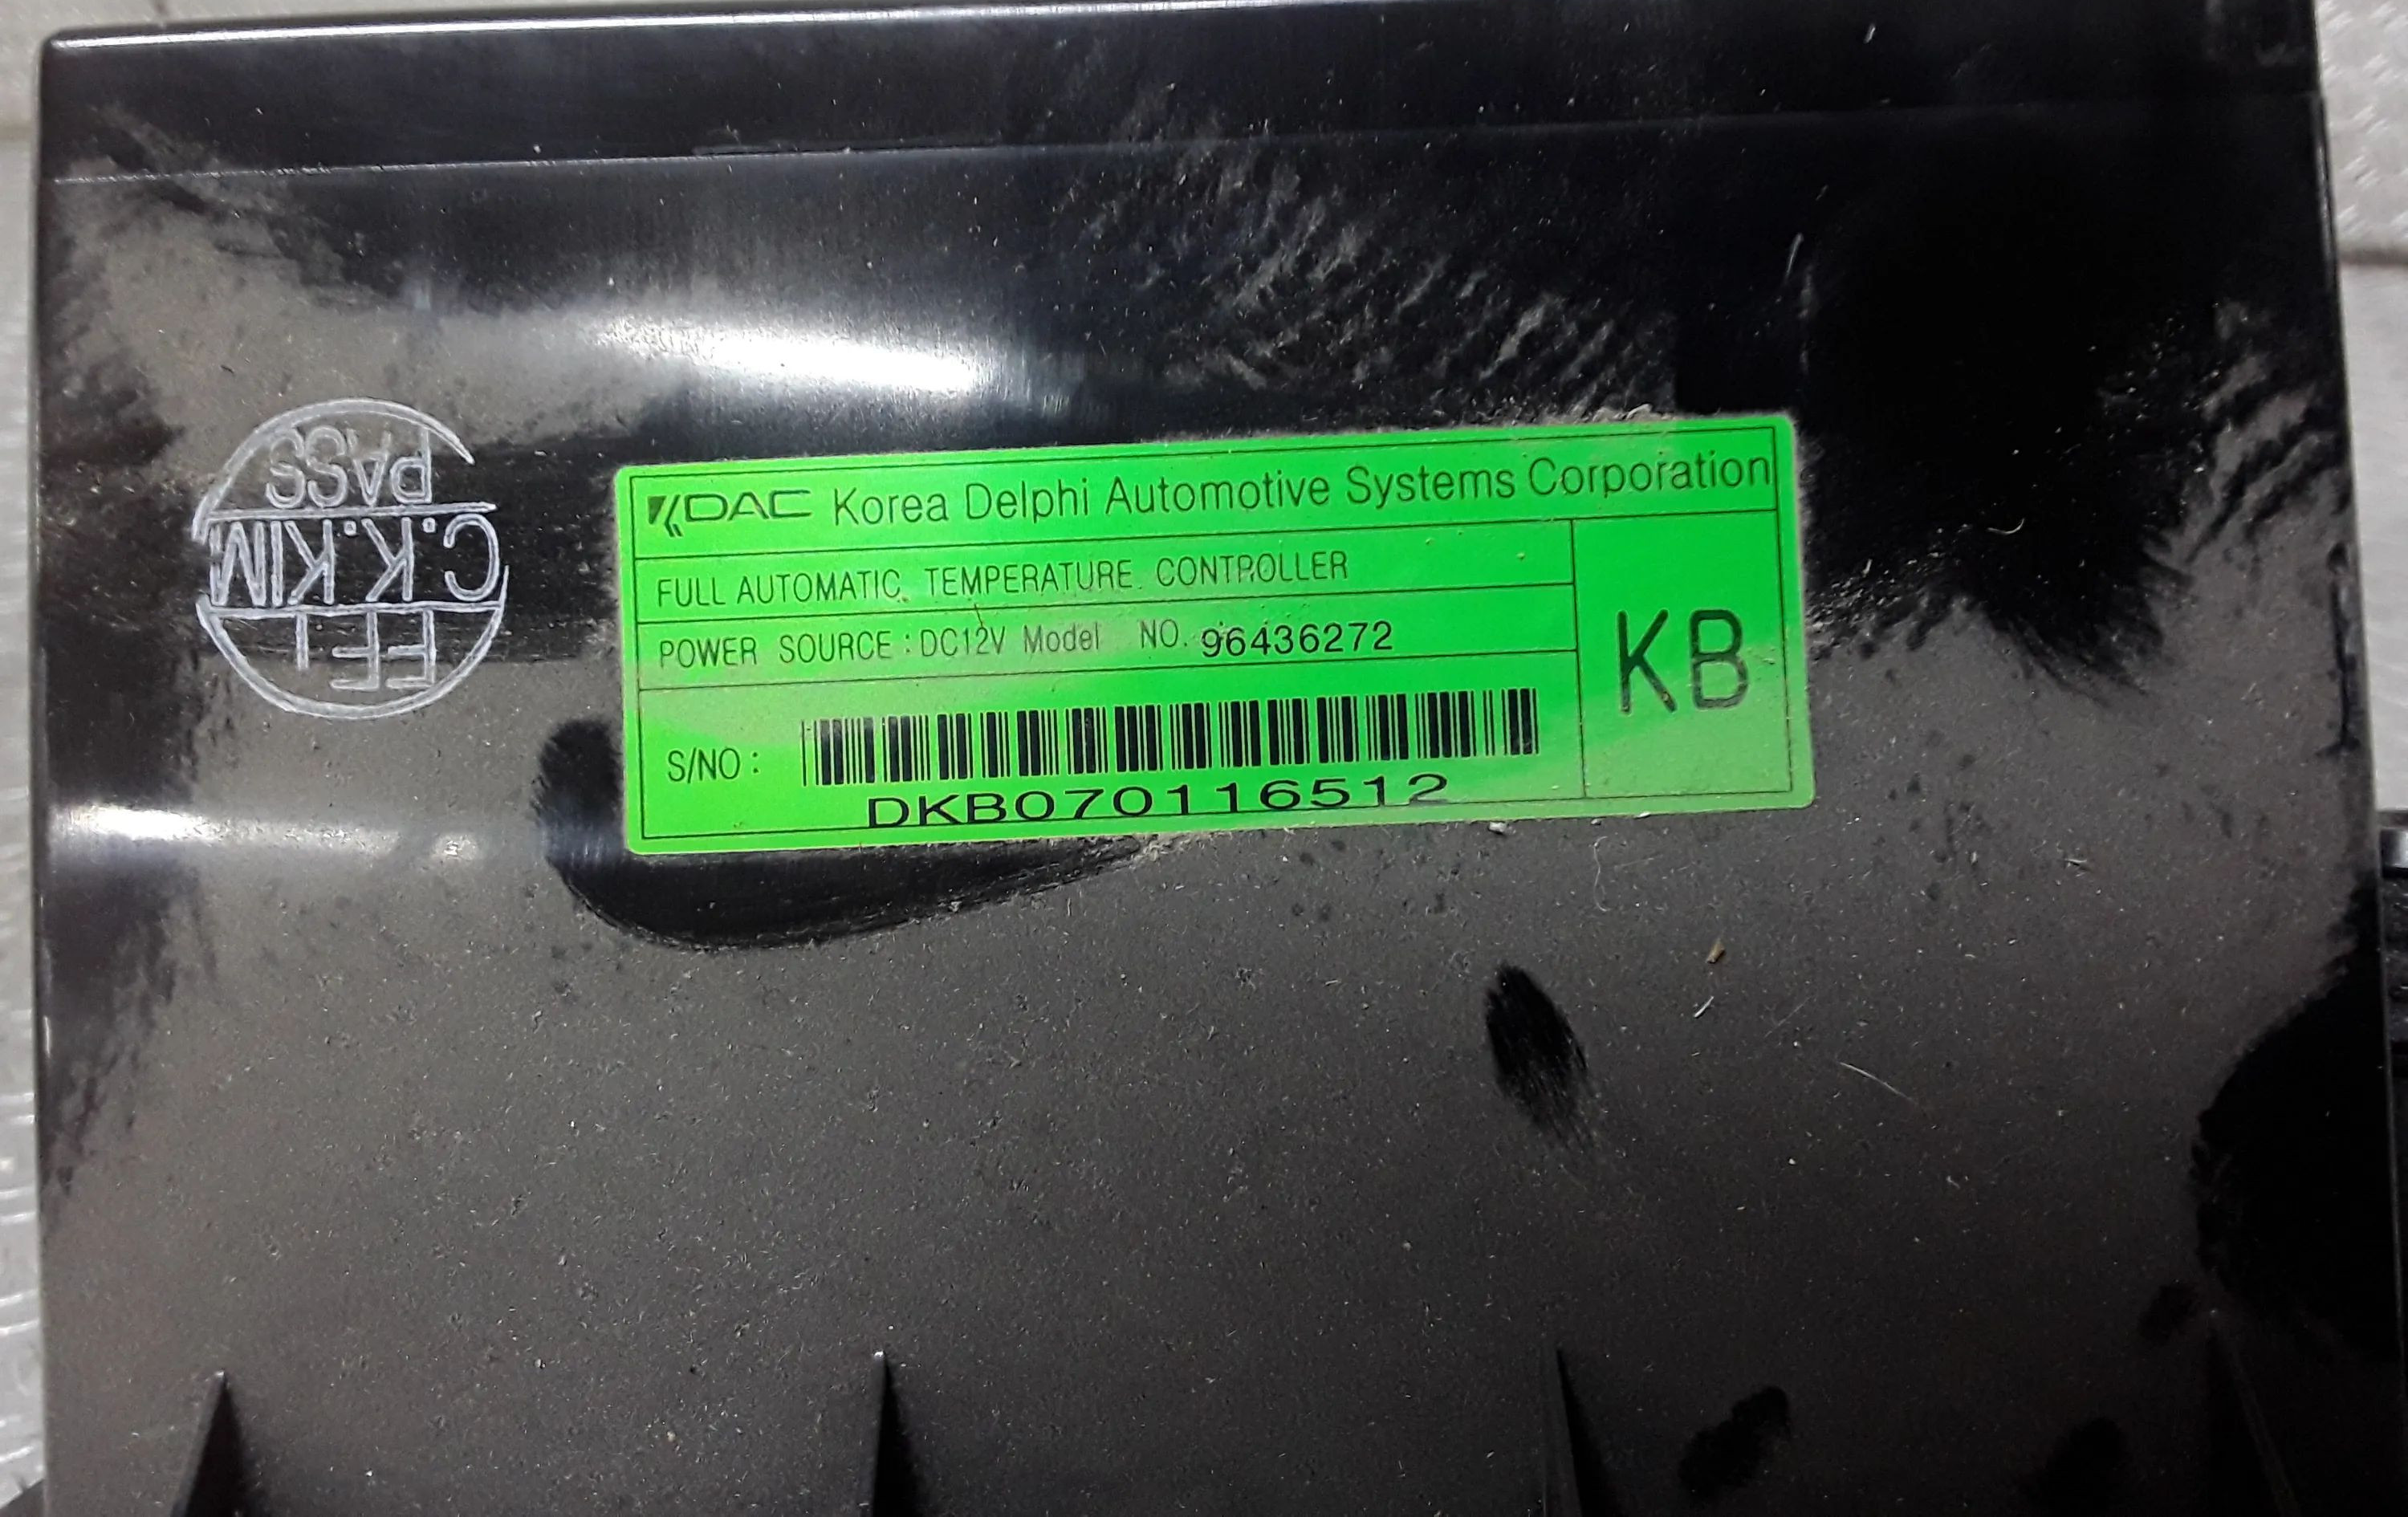 KDAC Korea Delphi Automotive Systems Corporation
FULL AUTOMATIC TEMPERATURE CONTROLLER
POWER SOURCE : DC12V Model NO. 96436272
KB
S/NO :
DKB070116512
C.K.KIM
PASS